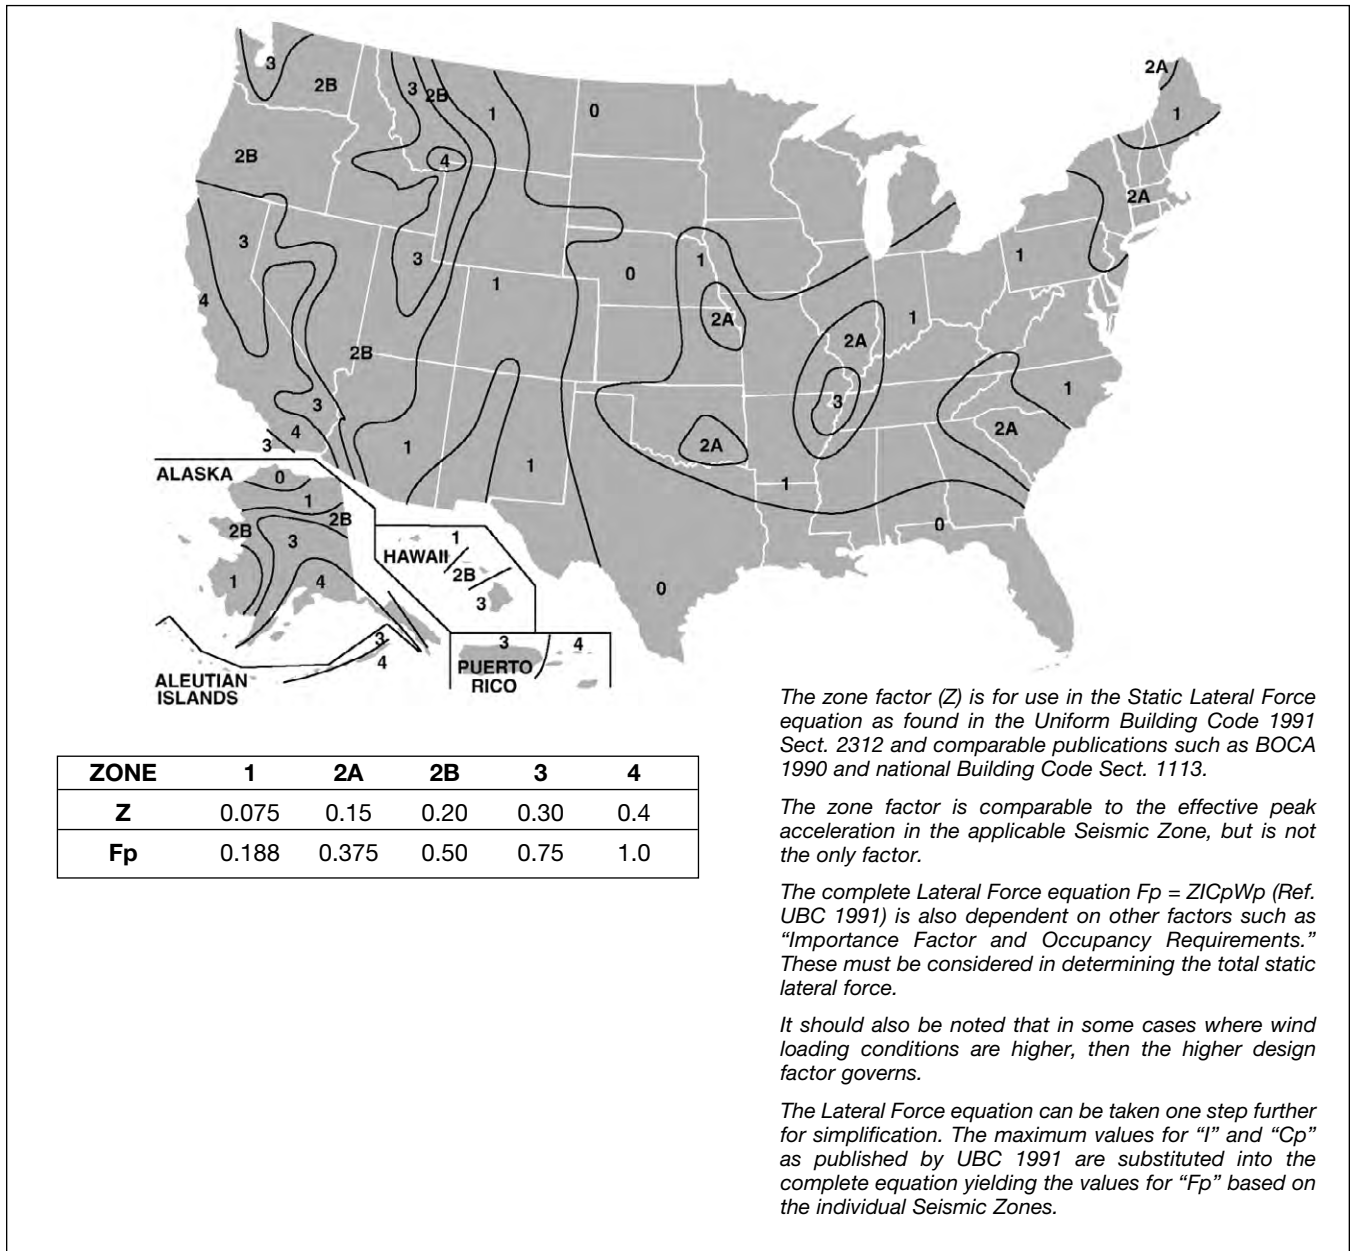 3
2B
3
2B
1
0
2A
1
2B
4
2A
3
3
1
0
1
1
4
2A
1
2A
2B
3
1
3
4
1
2A
2A
3
1
1
1
0
0
ALASKA
0
1
2B
2B
3
1
4
HAWAII
1
2B
3
3
4
PUERTO
RICO
3
4
ALEUTIAN
ISLANDS
The zone factor (Z) is for use in the Static Lateral Force
equation as found in the Uniform Building Code 1991
Sect. 2312 and comparable publications such as BOCA
1990 and national Building Code Sect. 1113.
The zone factor is comparable to the effective peak
acceleration in the applicable Seismic Zone, but is not
the only factor.
The complete Lateral Force equation Fp = ZICpWp (Ref.
UBC 1991) is also dependent on other factors such as
“Importance Factor and Occupancy Requirements.”
These must be considered in determining the total static
lateral force.
It should also be noted that in some cases where wind
loading conditions are higher, then the higher design
factor governs.
The Lateral Force equation can be taken one step further
for simplification. The maximum values for “I” and “Cp”
as published by UBC 1991 are substituted into the
complete equation yielding the values for “Fp” based on
the individual Seismic Zones.
ZONE 1 2A 2B 3 4
Z 0.075 0.15 0.20 0.30 0.4
Fp 0.188 0.375 0.50 0.75 1.0